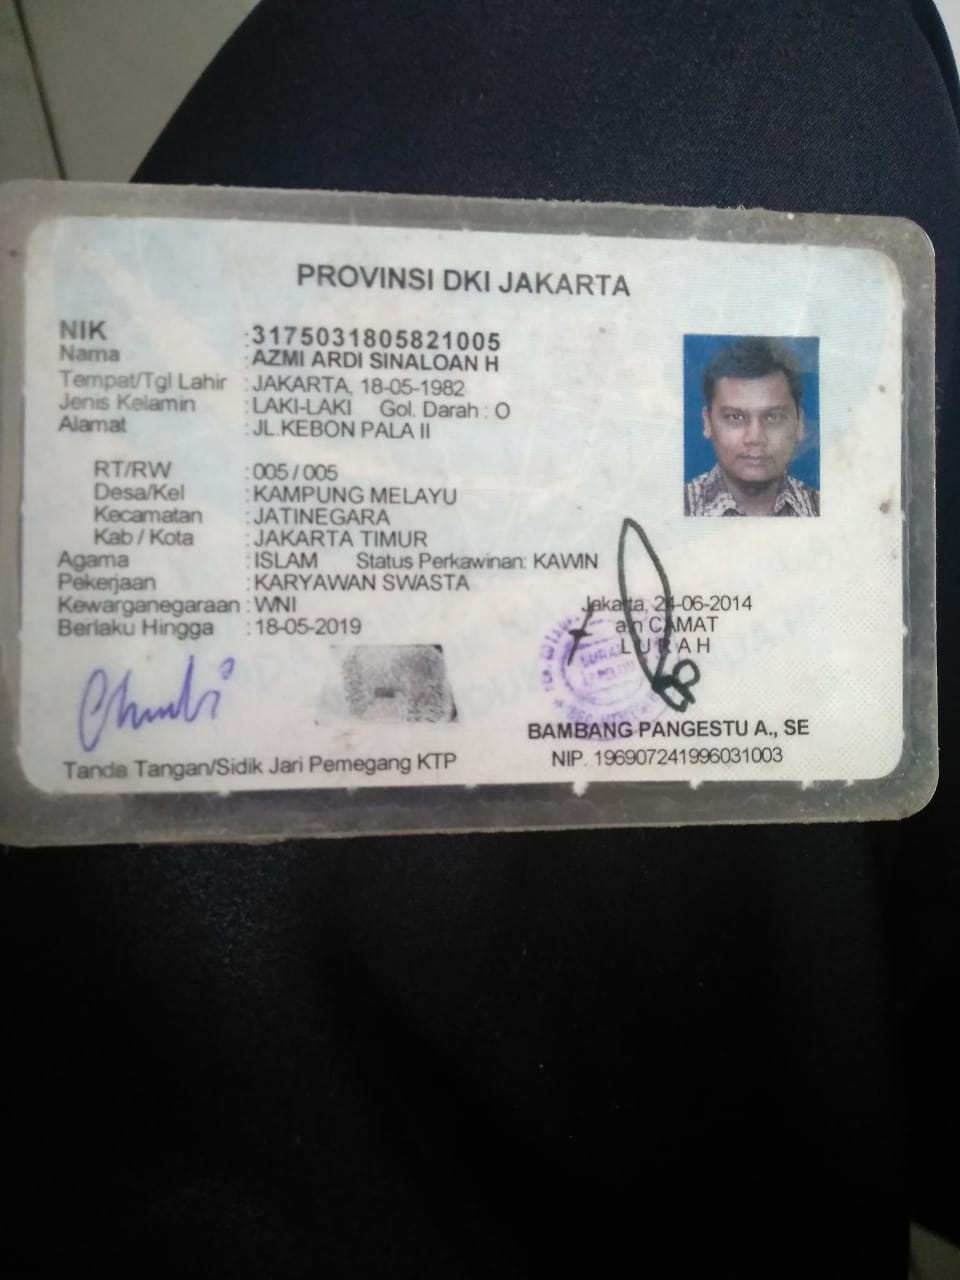 PROVINSI DKI JAKARTA
NIK : 3175031805821005
Nama : AZMI ARDI SINALOAN H
Tempat/Tgl Lahir : JAKARTA, 18-05-1982
Jenis Kelamin : LAKI-LAKI Gol. Darah : O
Alamat : JL.KEBON PALA II
RT/RW : 005 / 005
Desa/Kel : KAMPUNG MELAYU
Kecamatan : JATINEGARA
Kab / Kota : JAKARTA TIMUR
Agama : ISLAM Status Perkawinan: KAWIN
Pekerjaan : KARYAWAN SWASTA
Kewarganegaraan : WNI
Berlaku Hingga : 18-05-2019
Jakarta, 24-06-2014
a.n CAMAT
LURAH
BAMBANG PANGESTU A., SE
NIP. 196907241996031003
Tanda Tangan/Sidik Jari Pemegang KTP